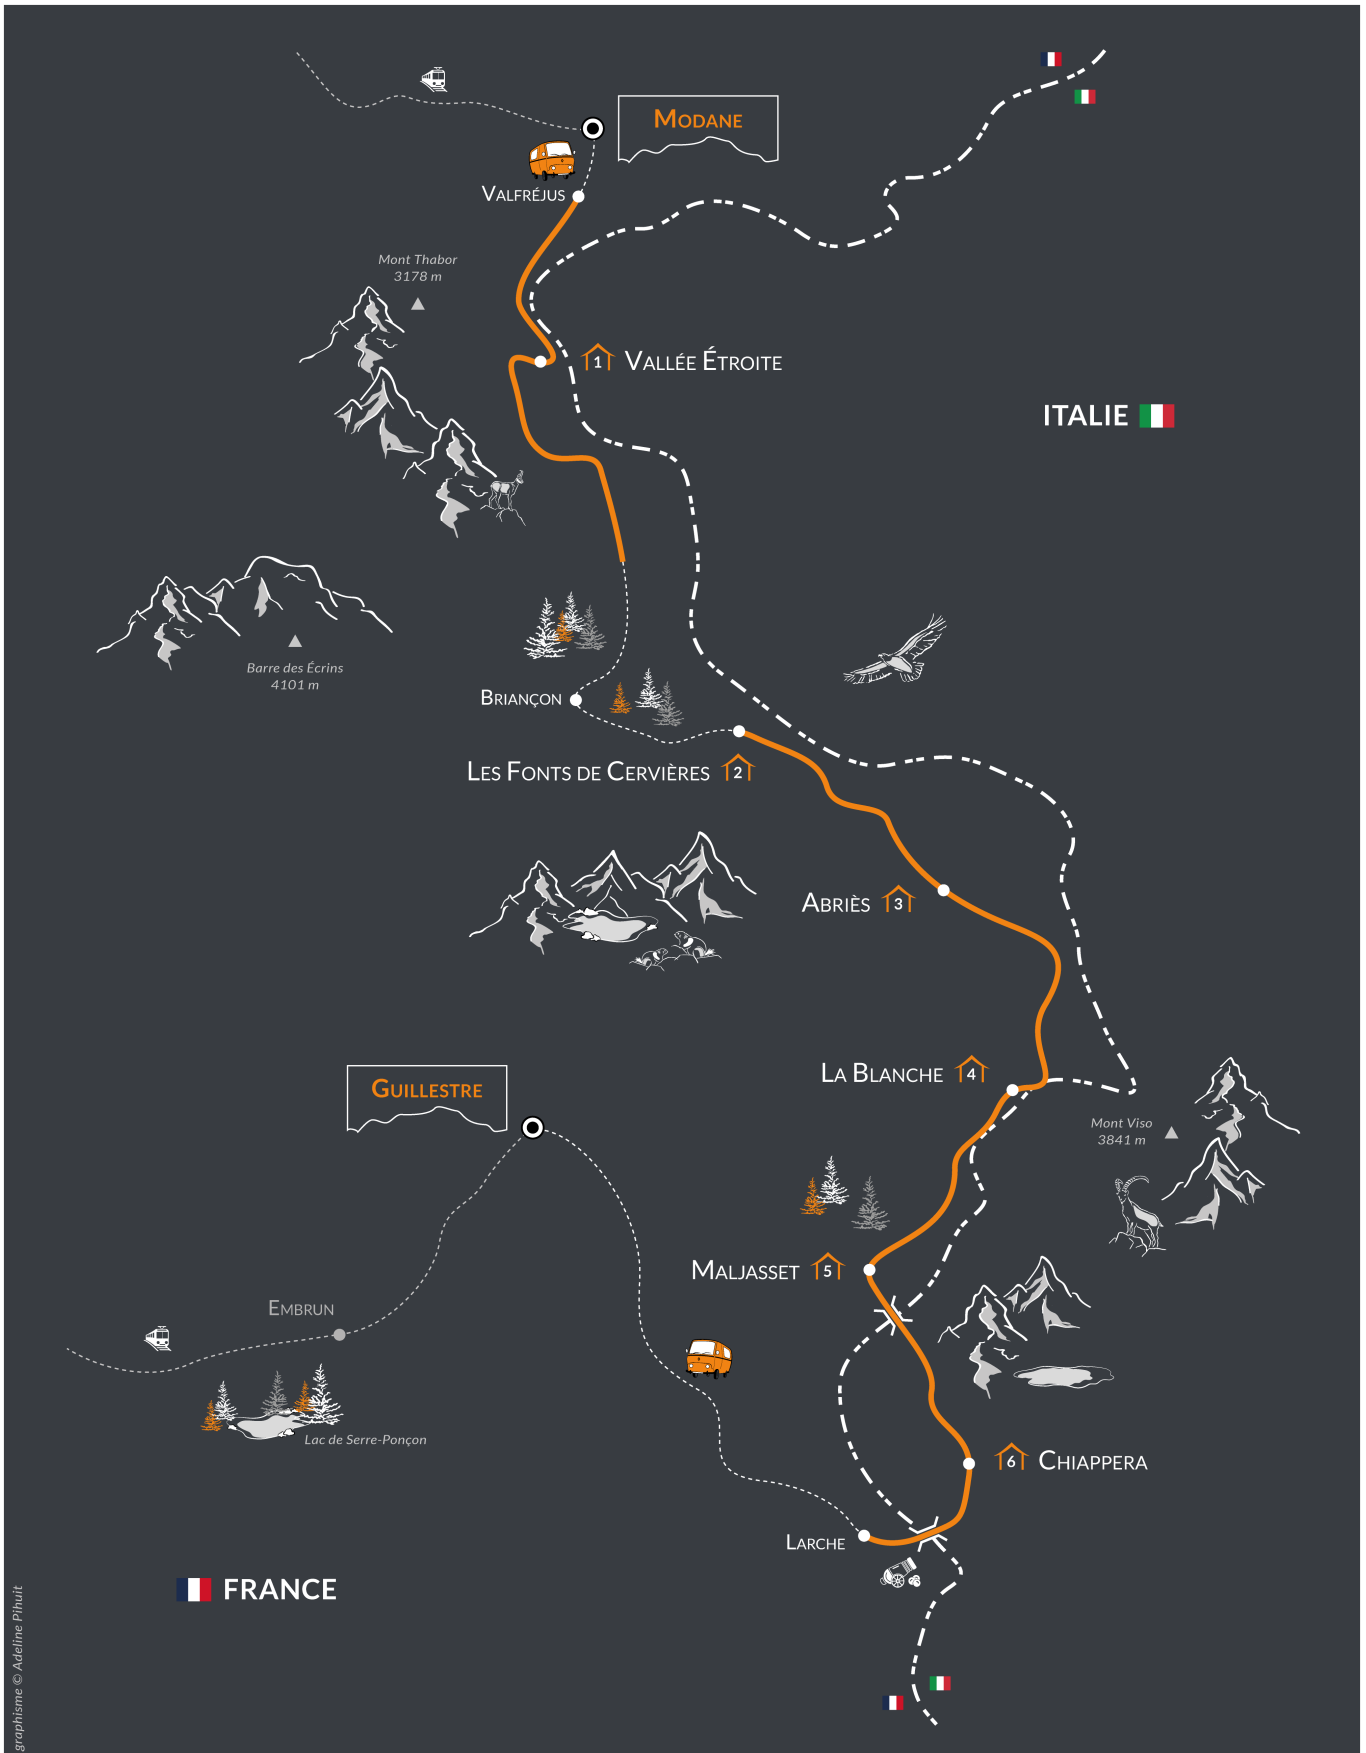 MODANE
VALFRÉJUS
Mont Thabor
3178 m
1 VALLÉE ÉTROITE
ITALIE
Barre des Écrins
4101 m
BRIANÇON
LES FONTS DE CERVIÈRES 2
ABRIÈS 3
LA BLANCHE 4
GUILLESTRE
Mont Viso
3841 m
MALJASSET 5
EMBRUN
Lac de Serre-Ponçon
6 CHIAPPERA
LARCHE
FRANCE
graphisme © Adeline Pihuit